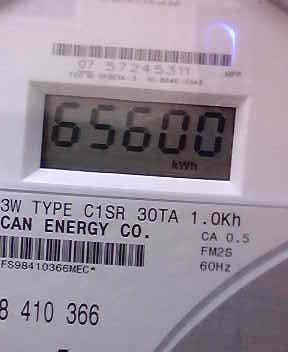 07 57245311 MFP
65600
kWh
3W TYPE C1SR 30TA 1.0Kh
CAN ENERGY CO.
CA 0.5
FM2S
60Hz
FS98410366MEC*
8 410 366